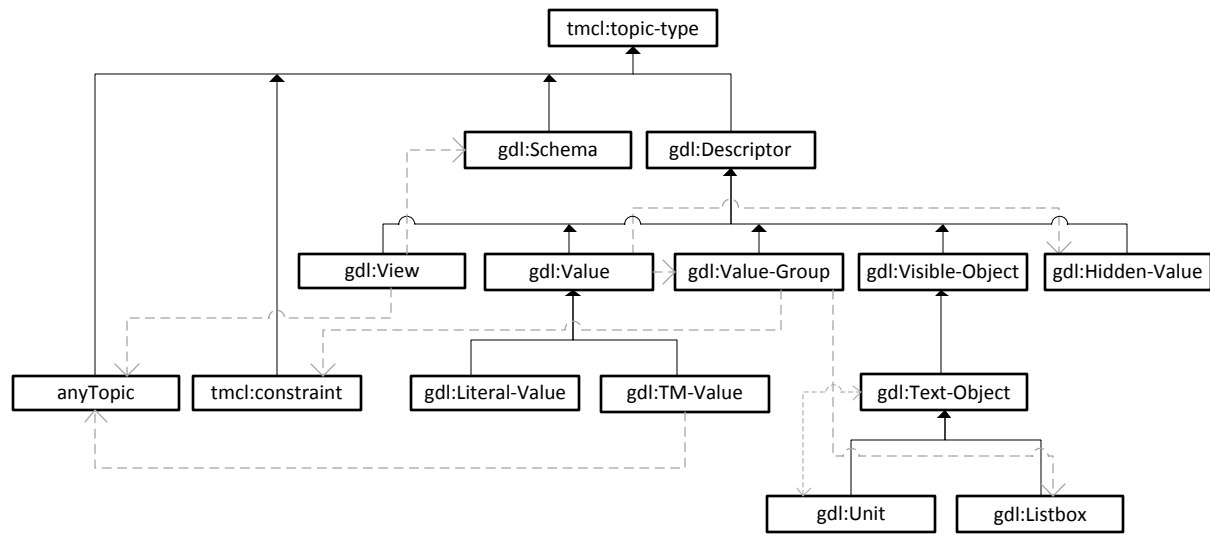 tmcl:topic-type
gdl:Schema
gdl:Descriptor
gdl:View
gdl:Value
gdl:Value-Group
gdl:Visible-Object
gdl:Hidden-Value
anyTopic
tmcl:constraint
gdl:Literal-Value
gdl:TM-Value
gdl:Text-Object
gdl:Unit
gdl:Listbox